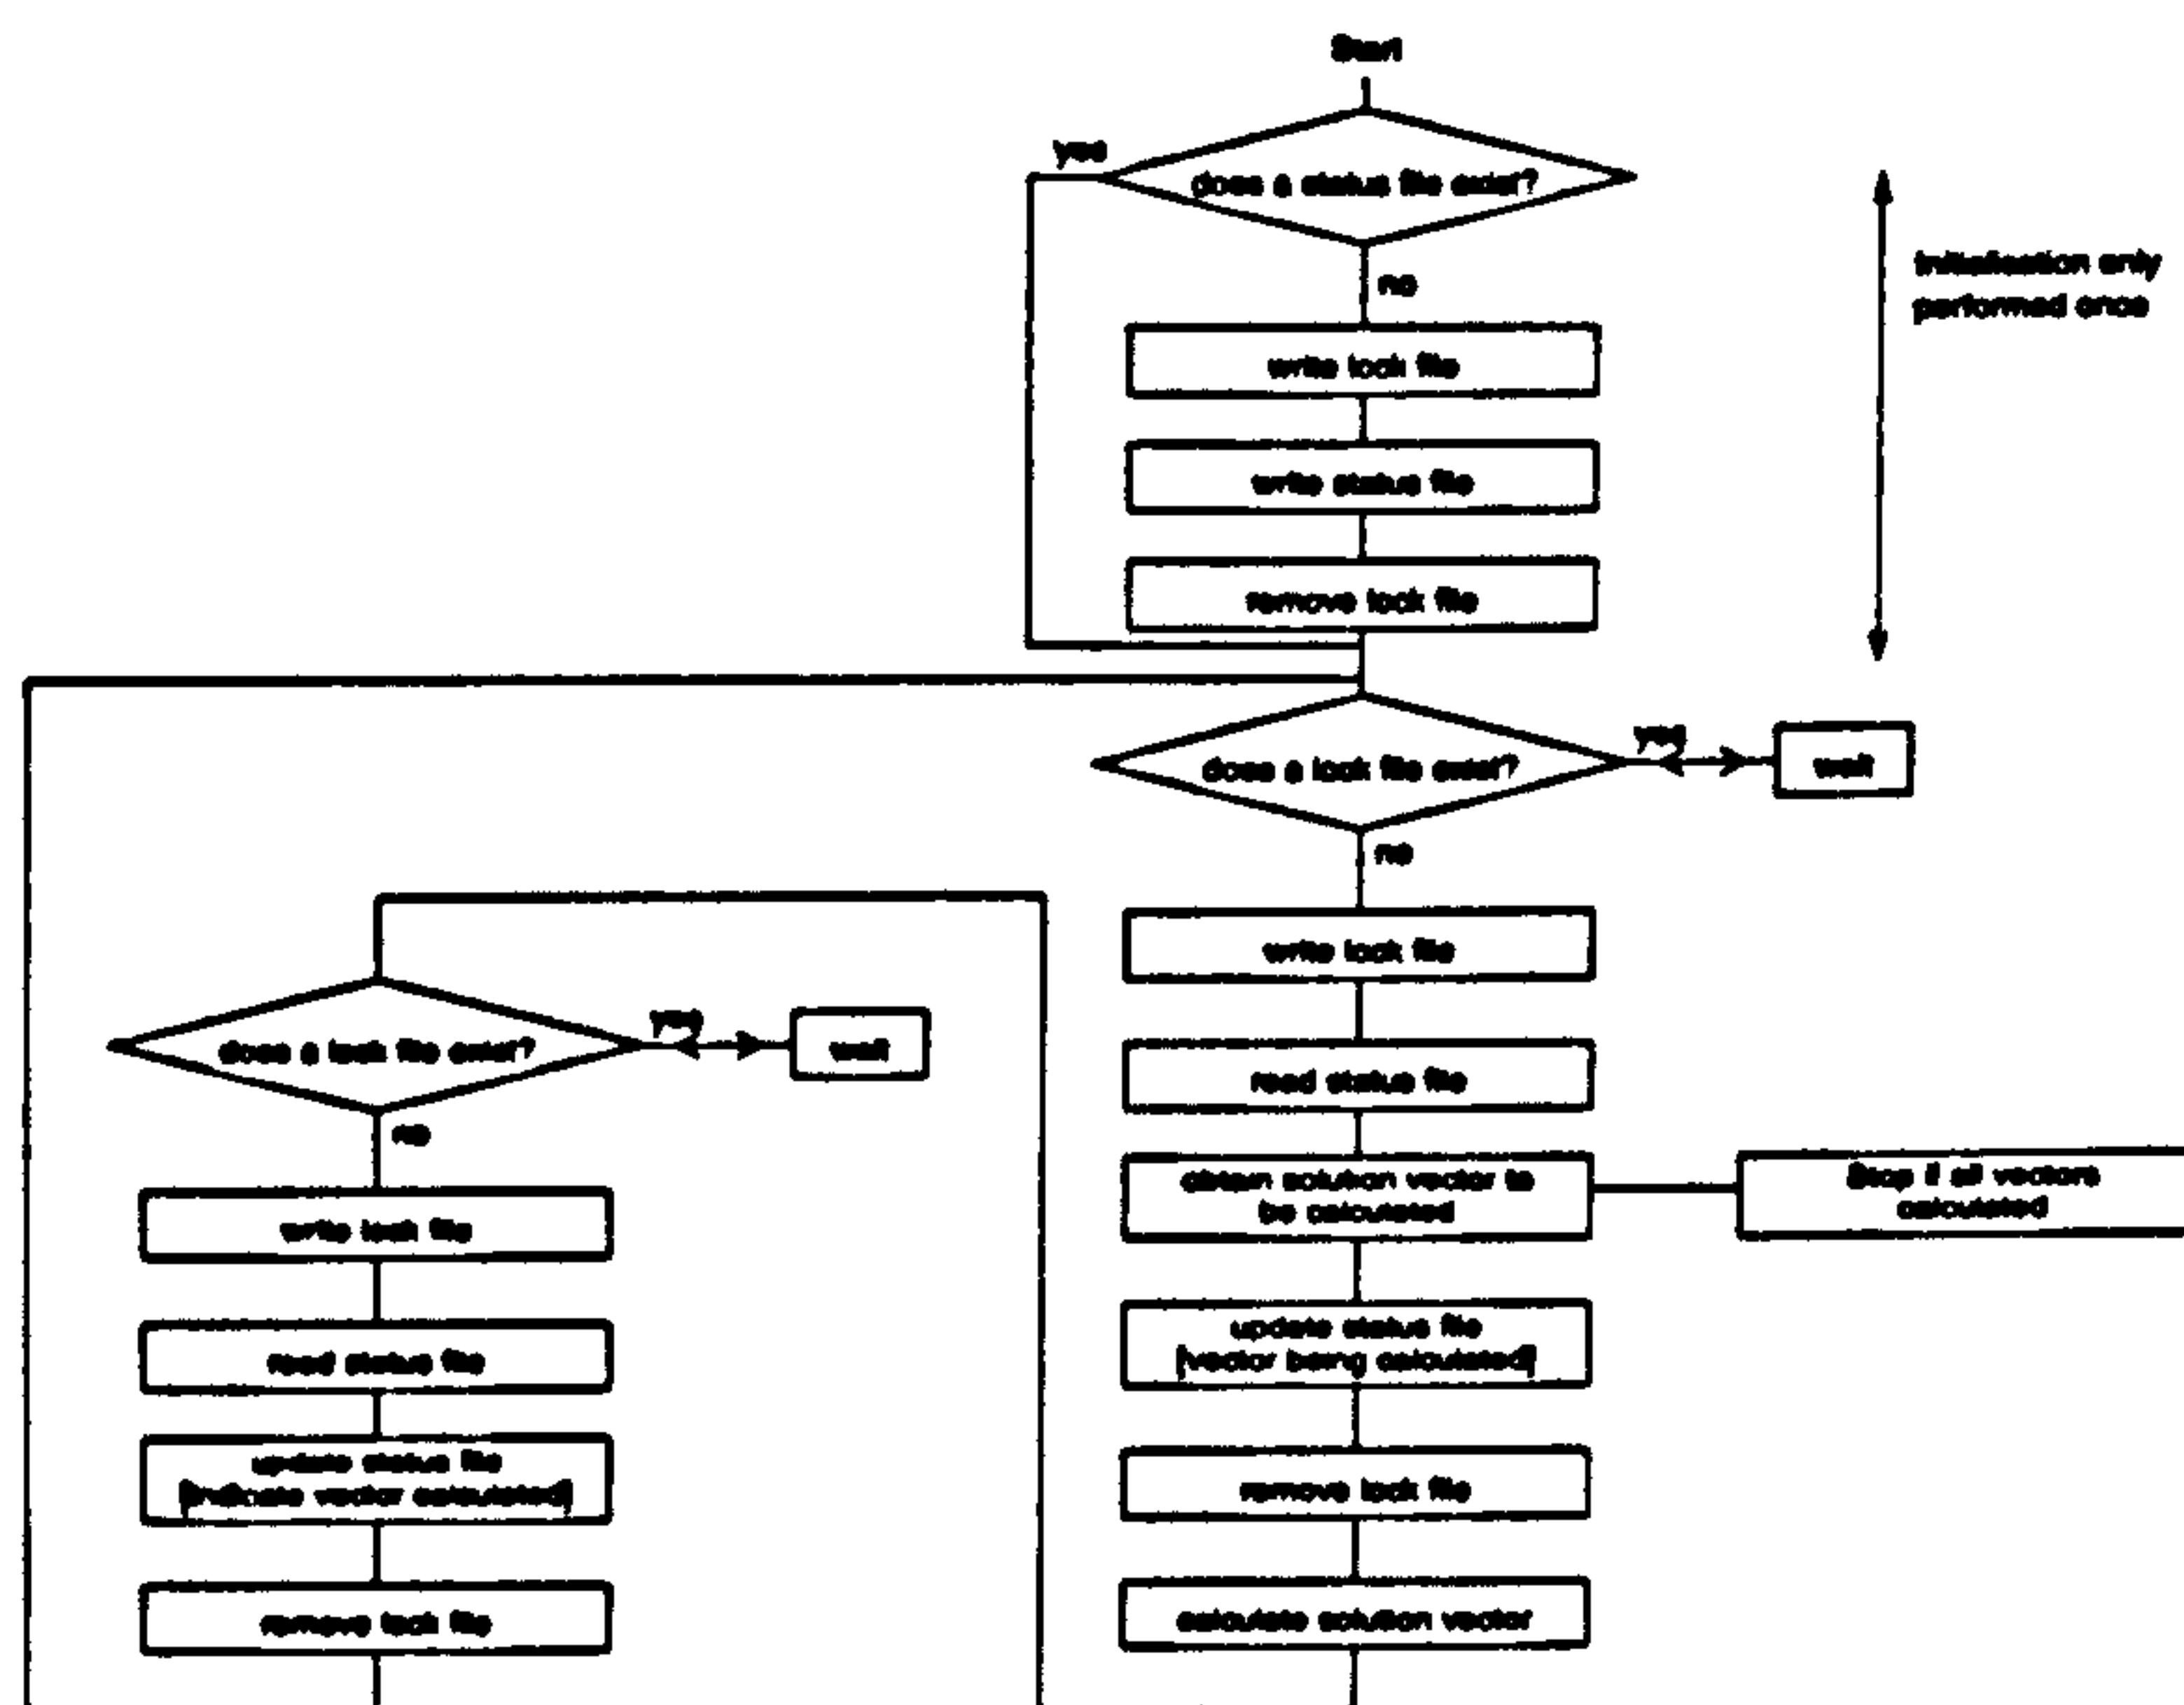 Start
yes
does a status file exist?
no
Initialisation only
performed once
write lock file
write status file
remove lock file
does a lock file exist?
yes
wait
no
write lock file
read status file
obtain solution vector to
be calculated
Stop if all vectors
calculated
update status file
[vector being calculated]
remove lock file
calculate solution vector
does a lock file exist?
yes
wait
no
write lock file
read status file
update status file
vector calculated]
remove lock file